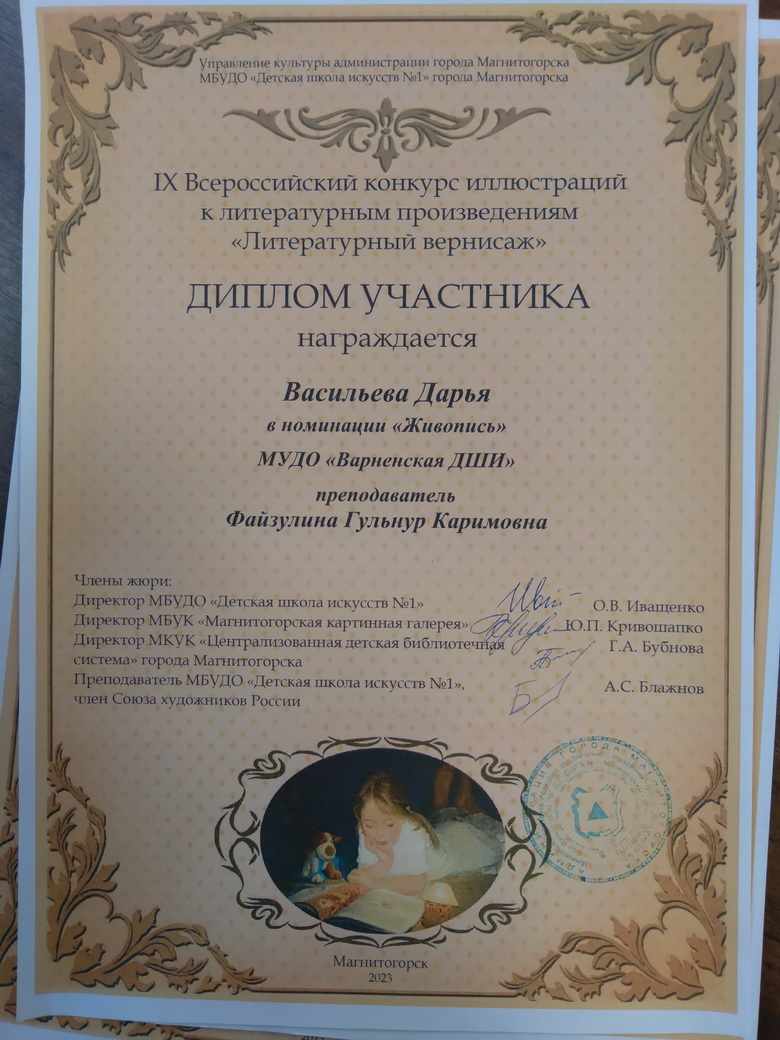 Управление культуры администрации города Магнитогорска
МБУДО «Детская школа искусств №1» города Магнитогорска
IX Всероссийский конкурс иллюстраций
к литературным произведениям
«Литературный вернисаж»
ДИПЛОМ УЧАСТНИКА
награждается
Васильева Дарья
в номинации «Живопись»
МУДО «Варненская ДШИ»
преподаватель
Файзулина Гульнур Каримовна
Члены жюри:
Директор МБУДО «Детская школа искусств №1» О.В. Иващенко
Директор МБУК «Магнитогорская картинная галерея» Ю.П. Кривошапко
Директор МКУК «Централизованная детская библиотечная Г.А. Бубнова
система» города Магнитогорска
Преподаватель МБУДО «Детская школа искусств №1», А.С. Блажнов
член Союза художников России
Магнитогорск
2023